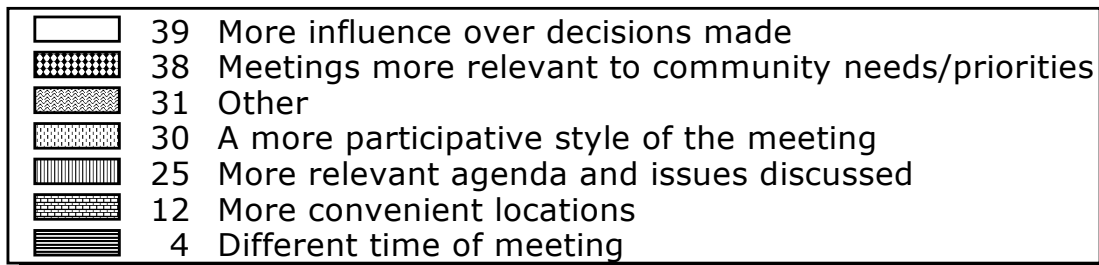 39 More influence over decisions made
38 Meetings more relevant to community needs/priorities
31 Other
30 A more participative style of the meeting
25 More relevant agenda and issues discussed
12 More convenient locations
4 Different time of meeting